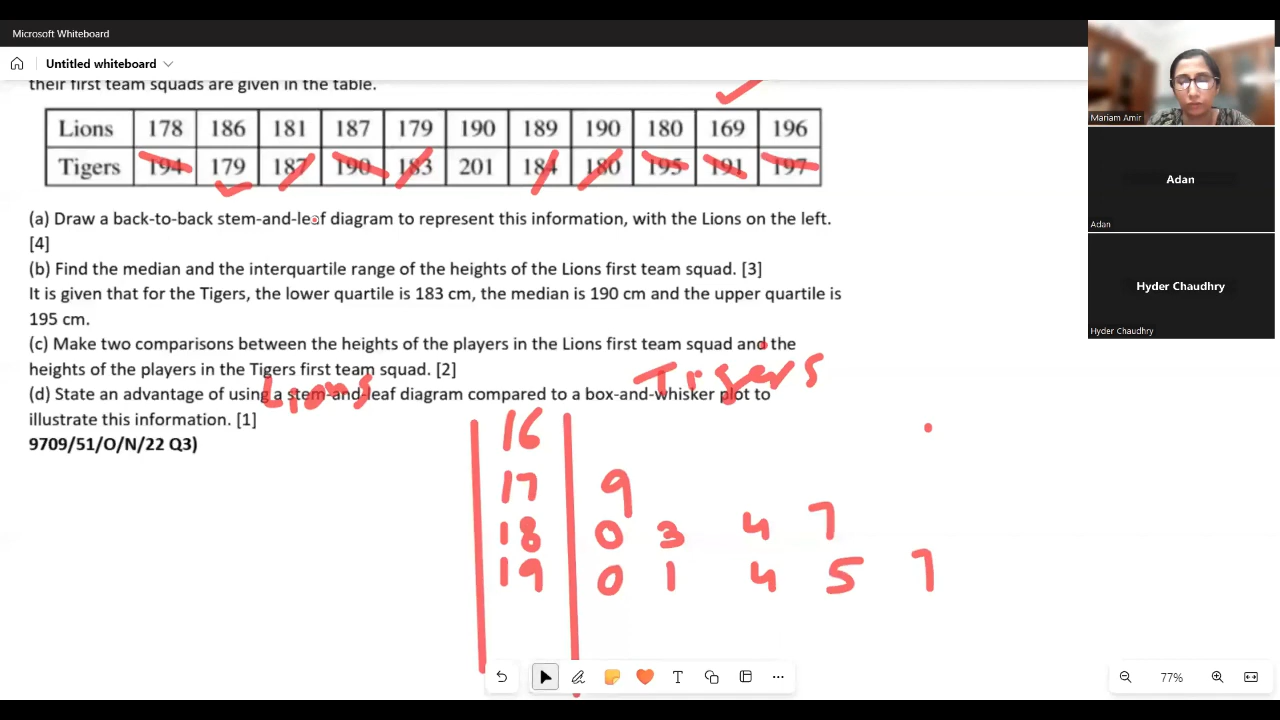 Microsoft Whiteboard
Untitled whiteboard
their first team squads are given in the table.
Lions 178 186 181 187 179 190 189 190 180 169 196
Tigers 194 179 187 190 183 201 184 180 195 191 197
(a) Draw a back-to-back stem-and-leaf diagram to represent this information, with the Lions on the left.
[4]
(b) Find the median and the interquartile range of the heights of the Lions first team squad. [3]
It is given that for the Tigers, the lower quartile is 183 cm, the median is 190 cm and the upper quartile is
195 cm.
(c) Make two comparisons between the heights of the players in the Lions first team squad and the
heights of the players in the Tigers first team squad. [2]
(d) State an advantage of using a stem-and-leaf diagram compared to a box-and-whisker plot to
illustrate this information. [1]
9709/51/O/N/22 Q3)
Lions Tigers
16
17 9
18 0 3 4 7
19 0 1 4 5 7
77%
Mariam Amir
Adan
Adan
Hyder Chaudhry
Hyder Chaudhry